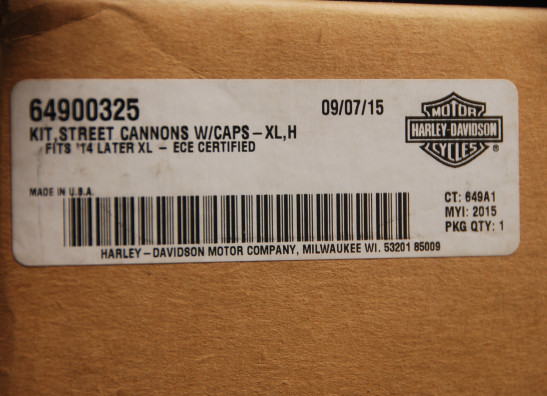 64900325
09/07/15
KIT,STREET CANNONS W/CAPS-XL,H
FITS '14 LATER XL - ECE CERTIFIED
MOTOR
HARLEY-DAVIDSON
CYCLES ®
MADE IN U.S.A.
CT: 649A1
MYI: 2015
PKG QTY: 1
HARLEY-DAVIDSON MOTOR COMPANY, MILWAUKEE WI. 53201 85009